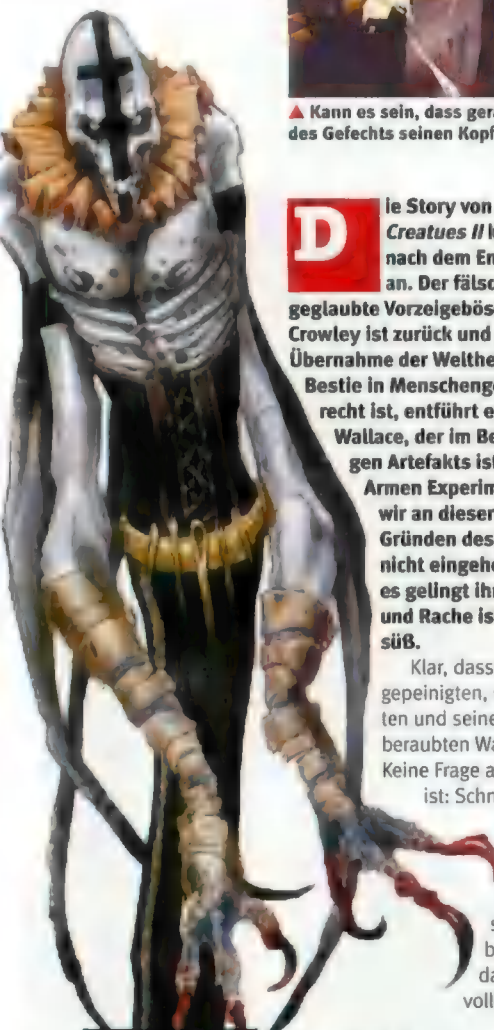 ▲ Kann es sein, dass gera
des Gefechts seinen Kopf
Die Story von
Creatues II
nach dem En
an. Der fälsc
geglaubte Vorzeigebös
Crowley ist zurück und
Übernahme der Welthe
Bestie in Menscheng
recht ist, entführt e
Wallace, der im Be
gen Artefakts ist
Armen Experim
wir an dieser
Gründen des
nicht eingehe
es gelingt ihr
und Rache is
süß.
Klar, dass
gepeinigten,
ten und seine
beraubten Wa
Keine Frage a
ist: Schn
s
b
da
voll